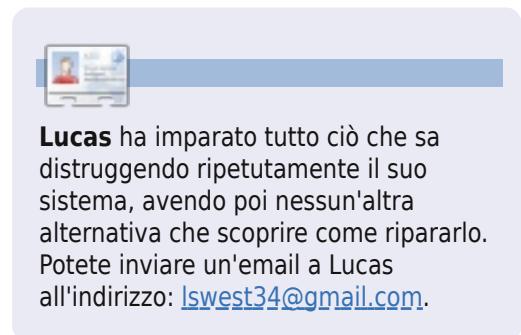 Lucas ha imparato tutto ciò che sa
distruggendo ripetutamente il suo
sistema, avendo poi nessun'altra
alternativa che scoprire come ripararlo.
Potete inviare un'email a Lucas
all'indirizzo: lswest34@gmail.com.